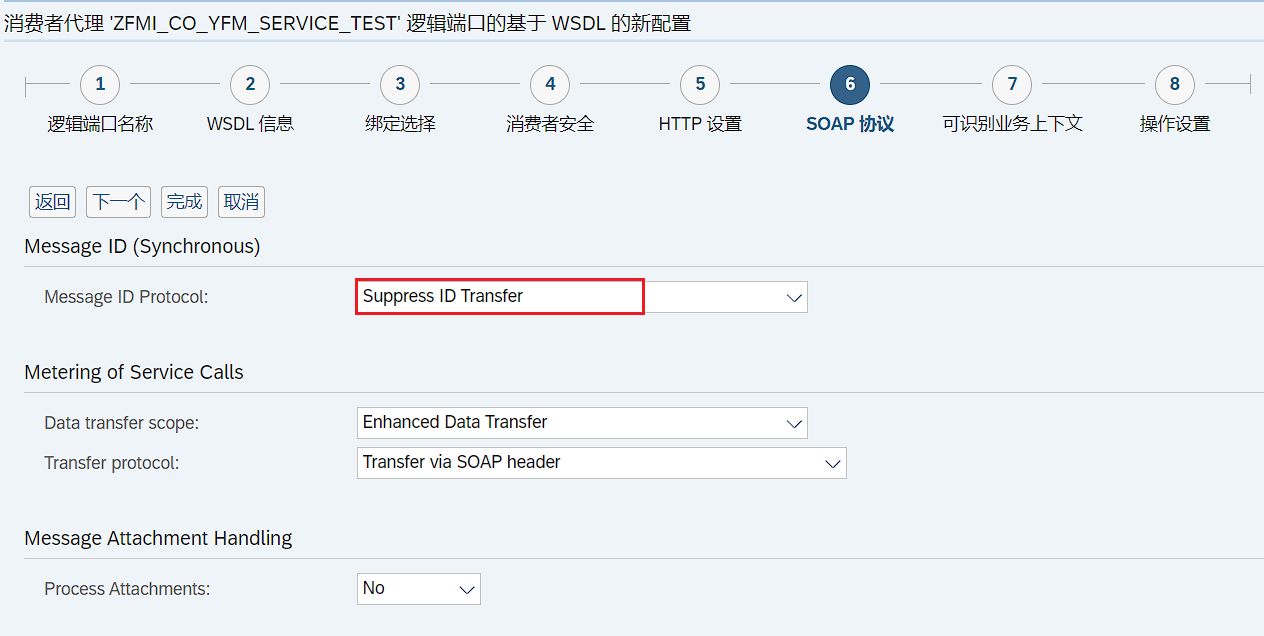 消费者代理 'ZFMI_CO_YFM_SERVICE_TEST' 逻辑端口的基于 WSDL 的新配置
1 2 3 4 5 6 7 8
逻辑端口名称 WSDL 信息 绑定选择 消费者安全 HTTP 设置 SOAP 协议 可识别业务上下文 操作设置
返回 下一个 完成 取消
Message ID (Synchronous)
Message ID Protocol: Suppress ID Transfer
Metering of Service Calls
Data transfer scope: Enhanced Data Transfer
Transfer protocol: Transfer via SOAP header
Message Attachment Handling
Process Attachments: No